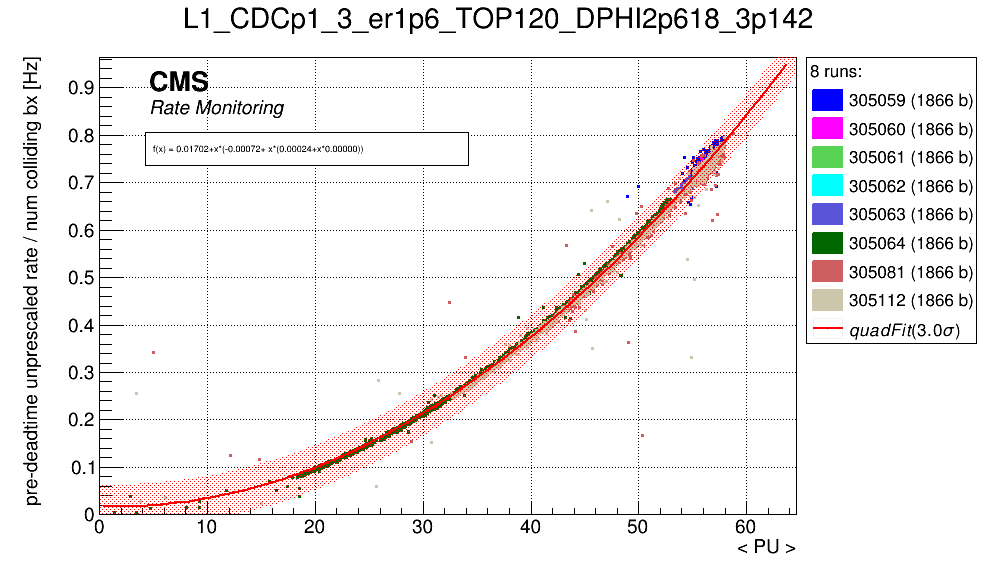 L1_CDCp1_3_er1p6_TOP120_DPHI2p618_3p142
pre-deadtime unprescaled rate / num colliding bx [Hz]
0.9
0.8
0.7
0.6
0.5
0.4
0.3
0.2
0.1
0
CMS
Rate Monitoring
f(x) = 0.01702+x*(-0.00072+ x*(0.00024+x*0.00000))
0 10 20 30 40 50 60
< PU >
8 runs:
305059 (1866 b)
305060 (1866 b)
305061 (1866 b)
305062 (1866 b)
305063 (1866 b)
305064 (1866 b)
305081 (1866 b)
305112 (1866 b)
quadFit(3.0σ)